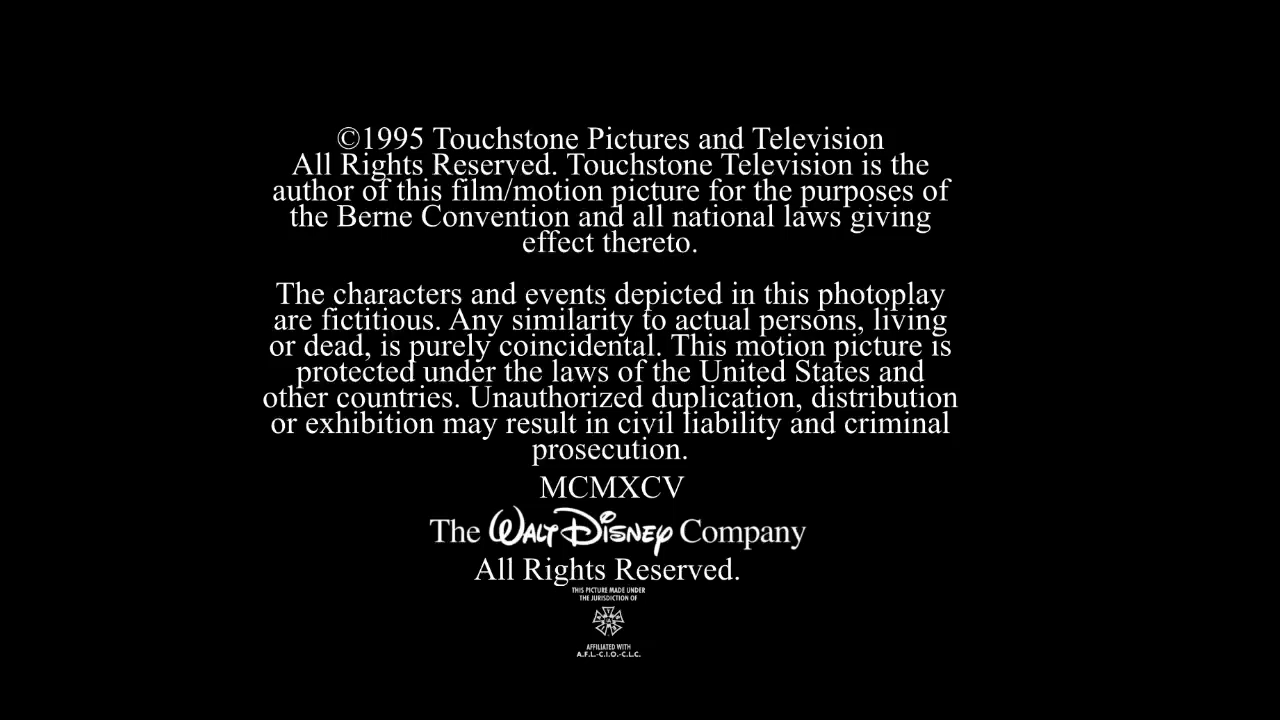 ©1995 Touchstone Pictures and Television
All Rights Reserved. Touchstone Television is the
author of this film/motion picture for the purposes of
the Berne Convention and all national laws giving
effect thereto.
The characters and events depicted in this photoplay
are fictitious. Any similarity to actual persons, living
or dead, is purely coincidental. This motion picture is
protected under the laws of the United States and
other countries. Unauthorized duplication, distribution
or exhibition may result in civil liability and criminal
prosecution.
MCMXCV
The Walt Disney Company
All Rights Reserved.
THIS PICTURE MADE UNDER
THE JURISDICTION OF
AFFILIATED WITH
A.F.L.-C.I.O.-C.L.C.